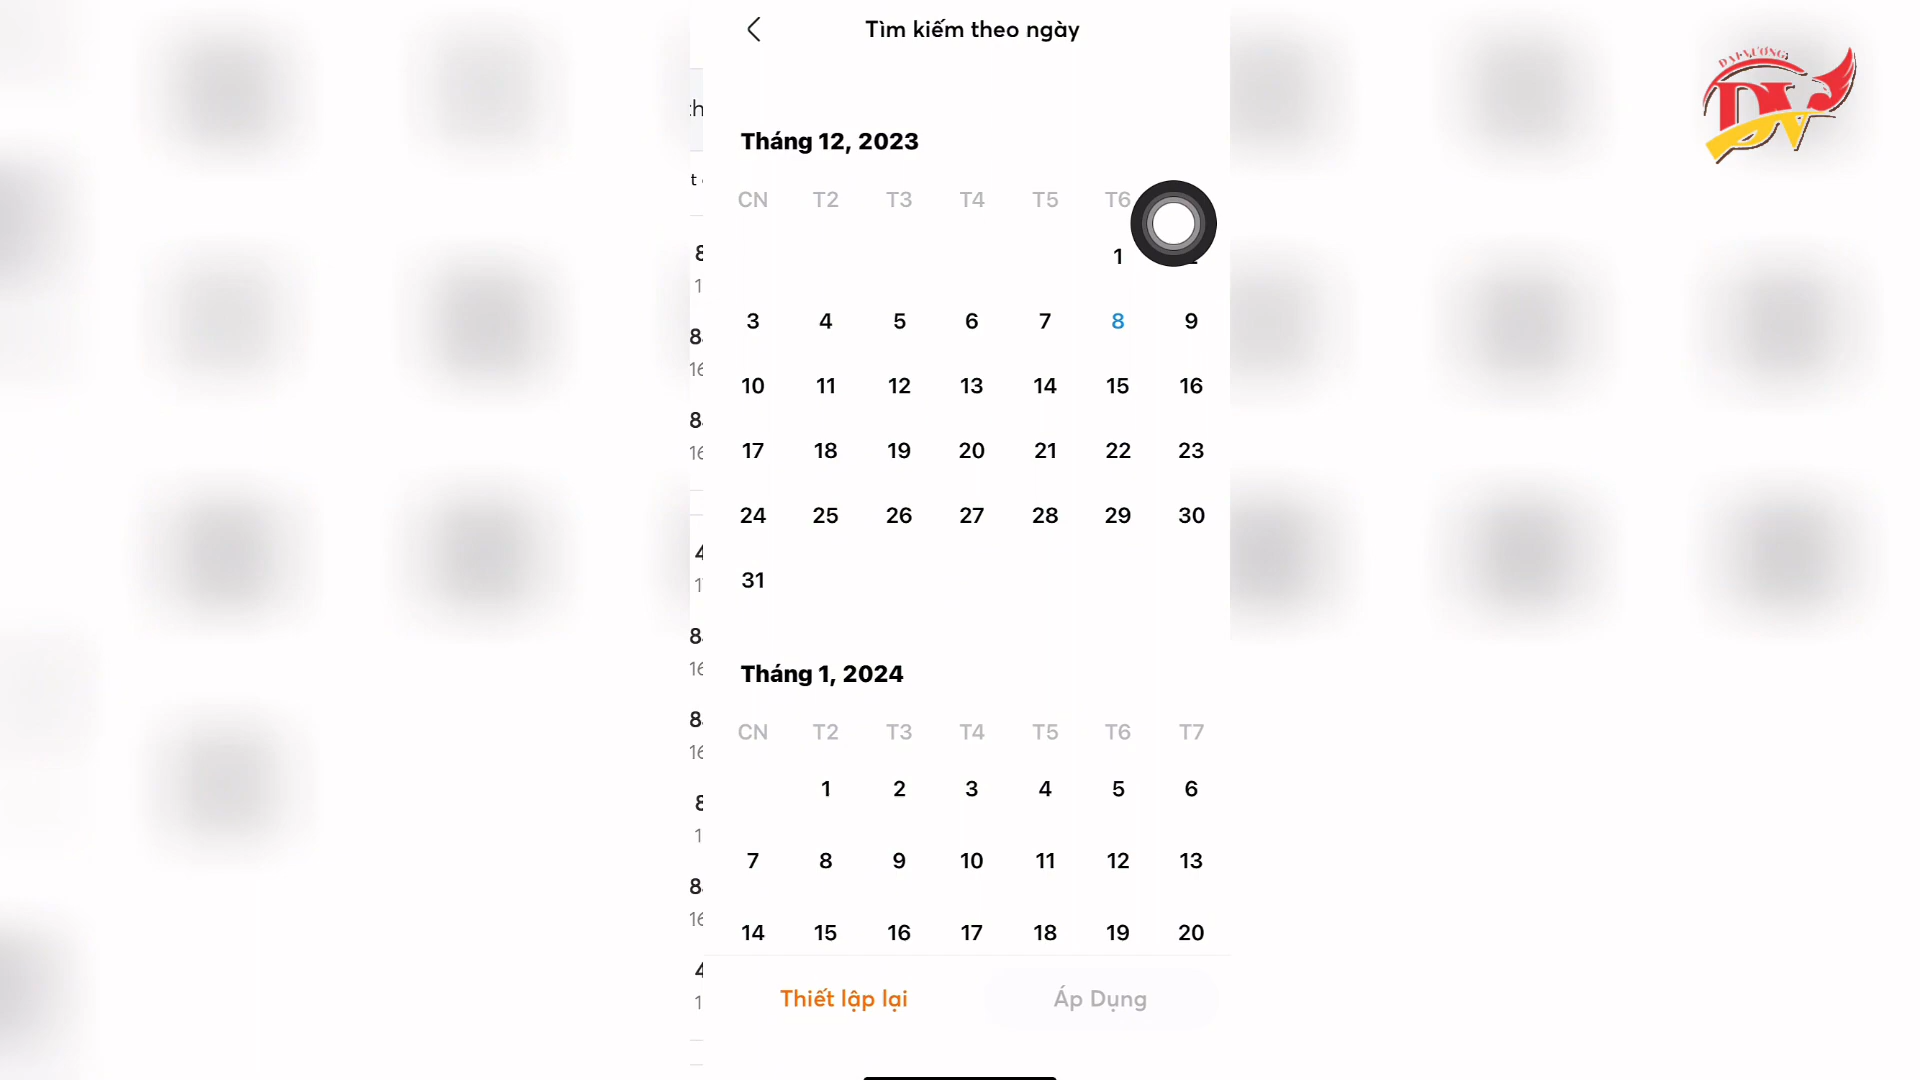 Tìm kiếm theo ngày
Tháng 12, 2023
CN T2 T3 T4 T5 T6
1
3 4 5 6 7 8 9
10 11 12 13 14 15 16
17 18 19 20 21 22 23
24 25 26 27 28 29 30
31
Tháng 1, 2024
CN T2 T3 T4 T5 T6 T7
1 2 3 4 5 6
7 8 9 10 11 12 13
14 15 16 17 18 19 20
Thiết lập lại Áp Dụng
ĐẠI VƯƠNG
DV